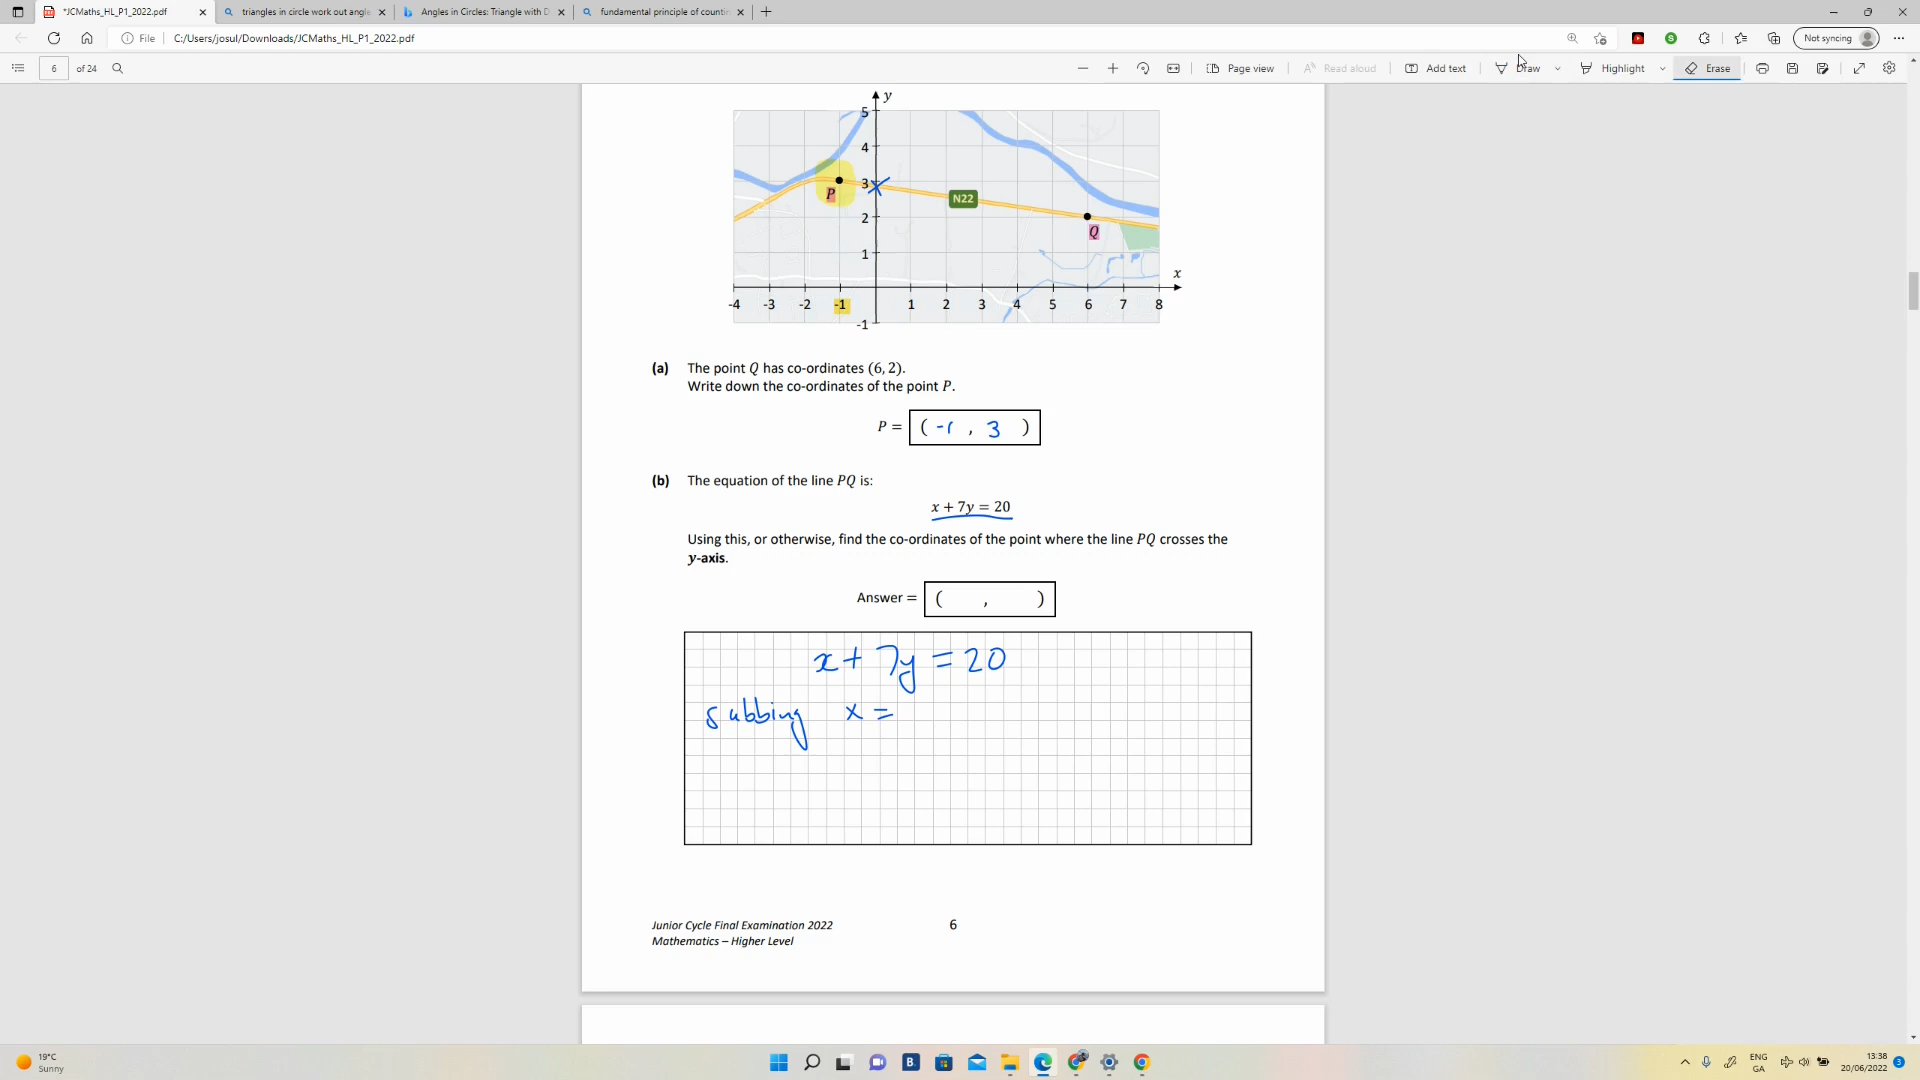 *JCMaths_HL_P1_2022.pdf
triangles in circle work out angle
Angles in Circles: Triangle with D
fundamental principle of counti
File
C:/Users/josul/Downloads/JCMaths_HL_P1_2022.pdf
Not syncing
6 of 24
Page view
Read aloud
Add text
Draw
Highlight
Erase
y
5
4
3
2
1
-1
P
N22
Q
x
-4 -3 -2 -1 1 2 3 4 5 6 7 8
(a) The point Q has co-ordinates (6, 2).
Write down the co-ordinates of the point P.
P = ( -1 , 3 )
(b) The equation of the line PQ is:
x + 7y = 20
Using this, or otherwise, find the co-ordinates of the point where the line PQ crosses the
y-axis.
Answer = ( , )
x + 7y = 20
subbing x =
Junior Cycle Final Examination 2022
Mathematics – Higher Level
6
19°C
Sunny
ENG
GA
13:38
20/06/2022
3